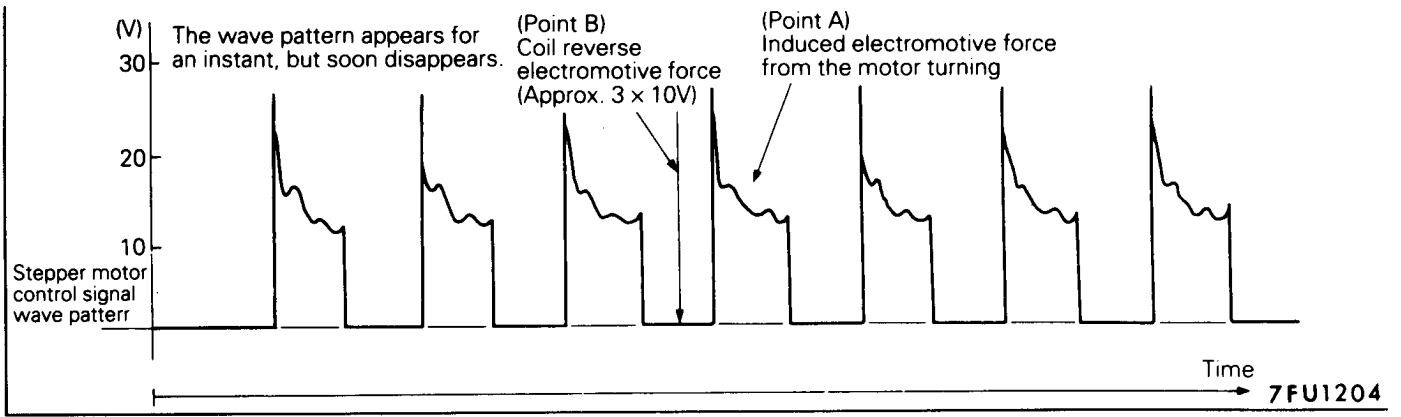 (V)
The wave pattern appears for
an instant, but soon disappears.
(Point B)
Coil reverse
electromotive force
(Approx. 3 × 10V)
(Point A)
Induced electromotive force
from the motor turning
30
20
10
Stepper motor
control signal
wave patterr
Time
7FU1204